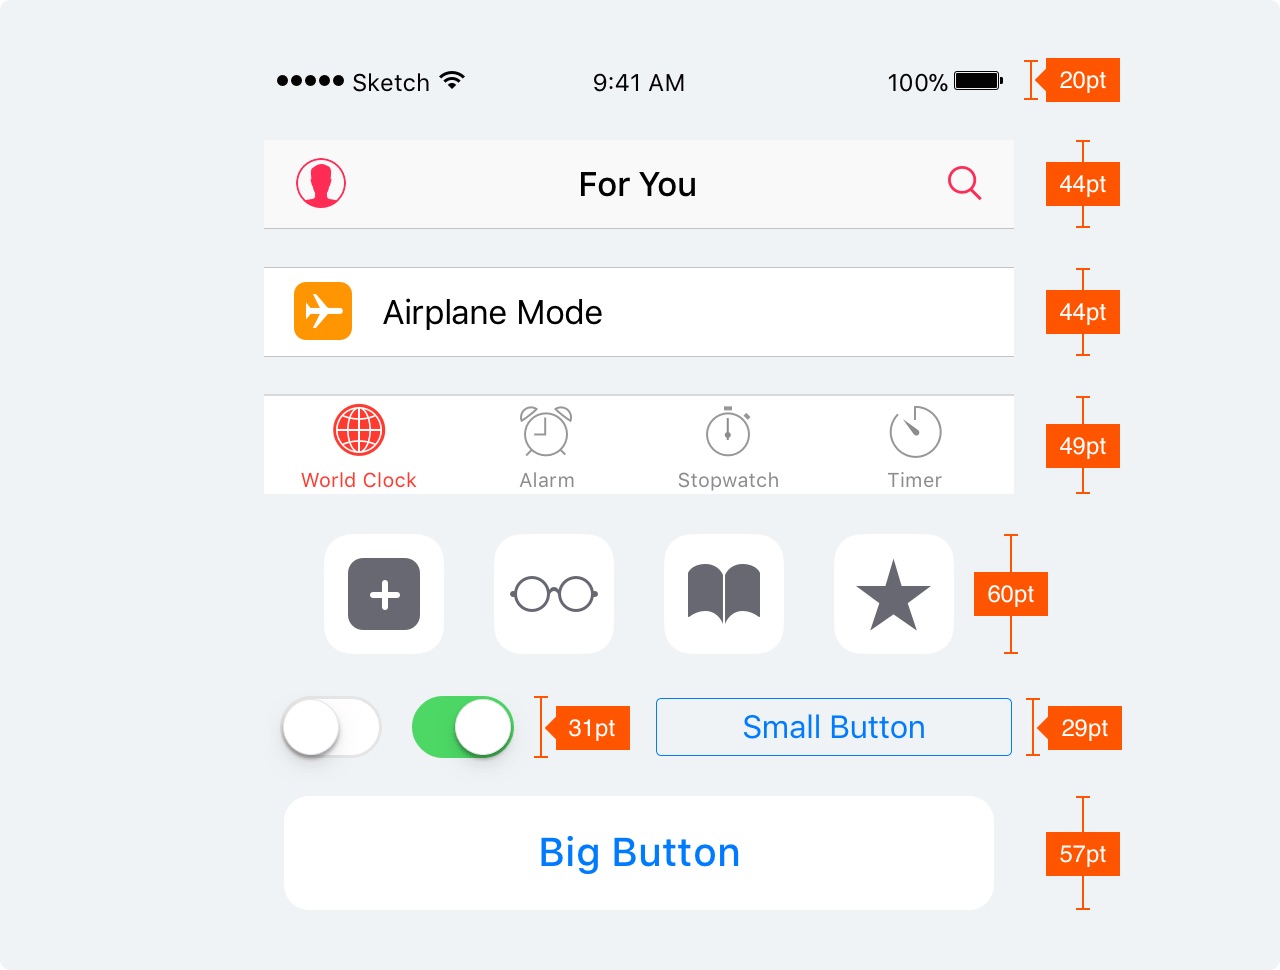 Sketch 9:41 AM 100% 20pt
For You 44pt
Airplane Mode 44pt
World Clock Alarm Stopwatch Timer 49pt
60pt
31pt Small Button 29pt
Big Button 57pt